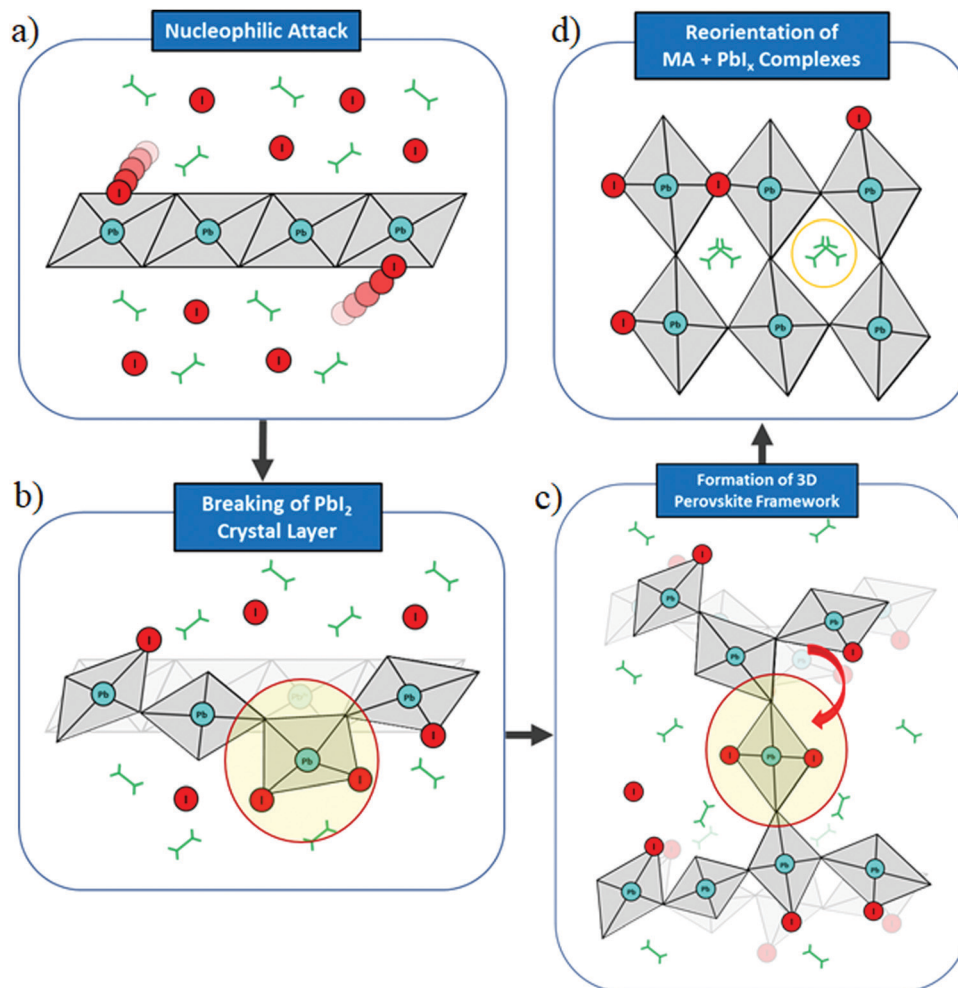 a)
Nucleophilic Attack
I I
I I I
I
Pb Pb Pb Pb
I
I
I I
d)
Reorientation of
MA + PbIₓ Complexes
I
I Pb I Pb Pb
I Pb Pb Pb
b)
Breaking of PbI₂
Crystal Layer
I I
I
Pb Pb Pb
I
Pb
I I I
c)
Formation of 3D
Perovskite Framework
I
Pb Pb
Pb I
I Pb I
I
I
Pb Pb Pb Pb
I I